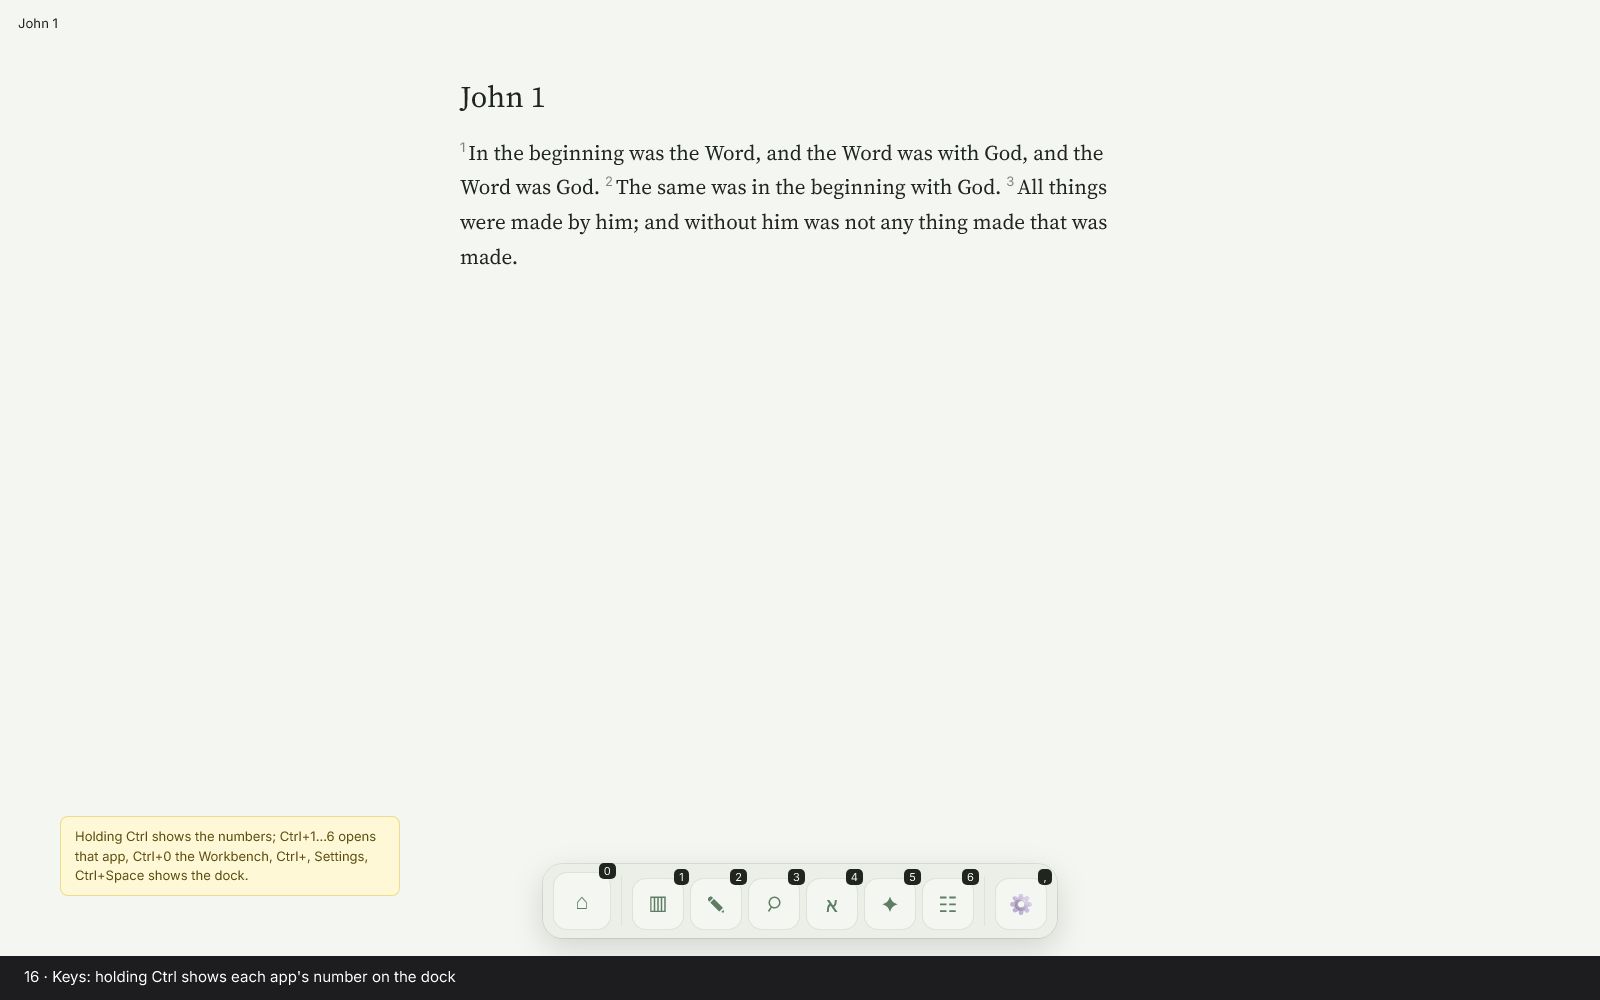 John 1
John 1
1 In the beginning was the Word, and the Word was with God, and the
Word was God. 2 The same was in the beginning with God. 3 All things
were made by him; and without him was not any thing made that was
made.
Holding Ctrl shows the numbers; Ctrl+1…6 opens
that app, Ctrl+0 the Workbench, Ctrl+, Settings,
Ctrl+Space shows the dock.
0 1 2 3 4 5 6 ,
א
16 · Keys: holding Ctrl shows each app's number on the dock